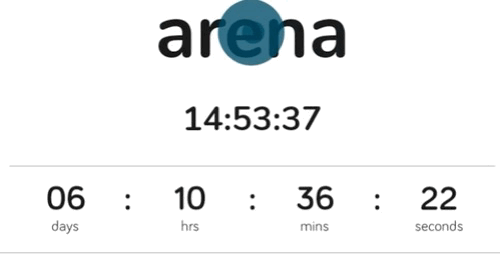 arena
14:53:37
06 : 10 : 36 : 22
days hrs mins seconds